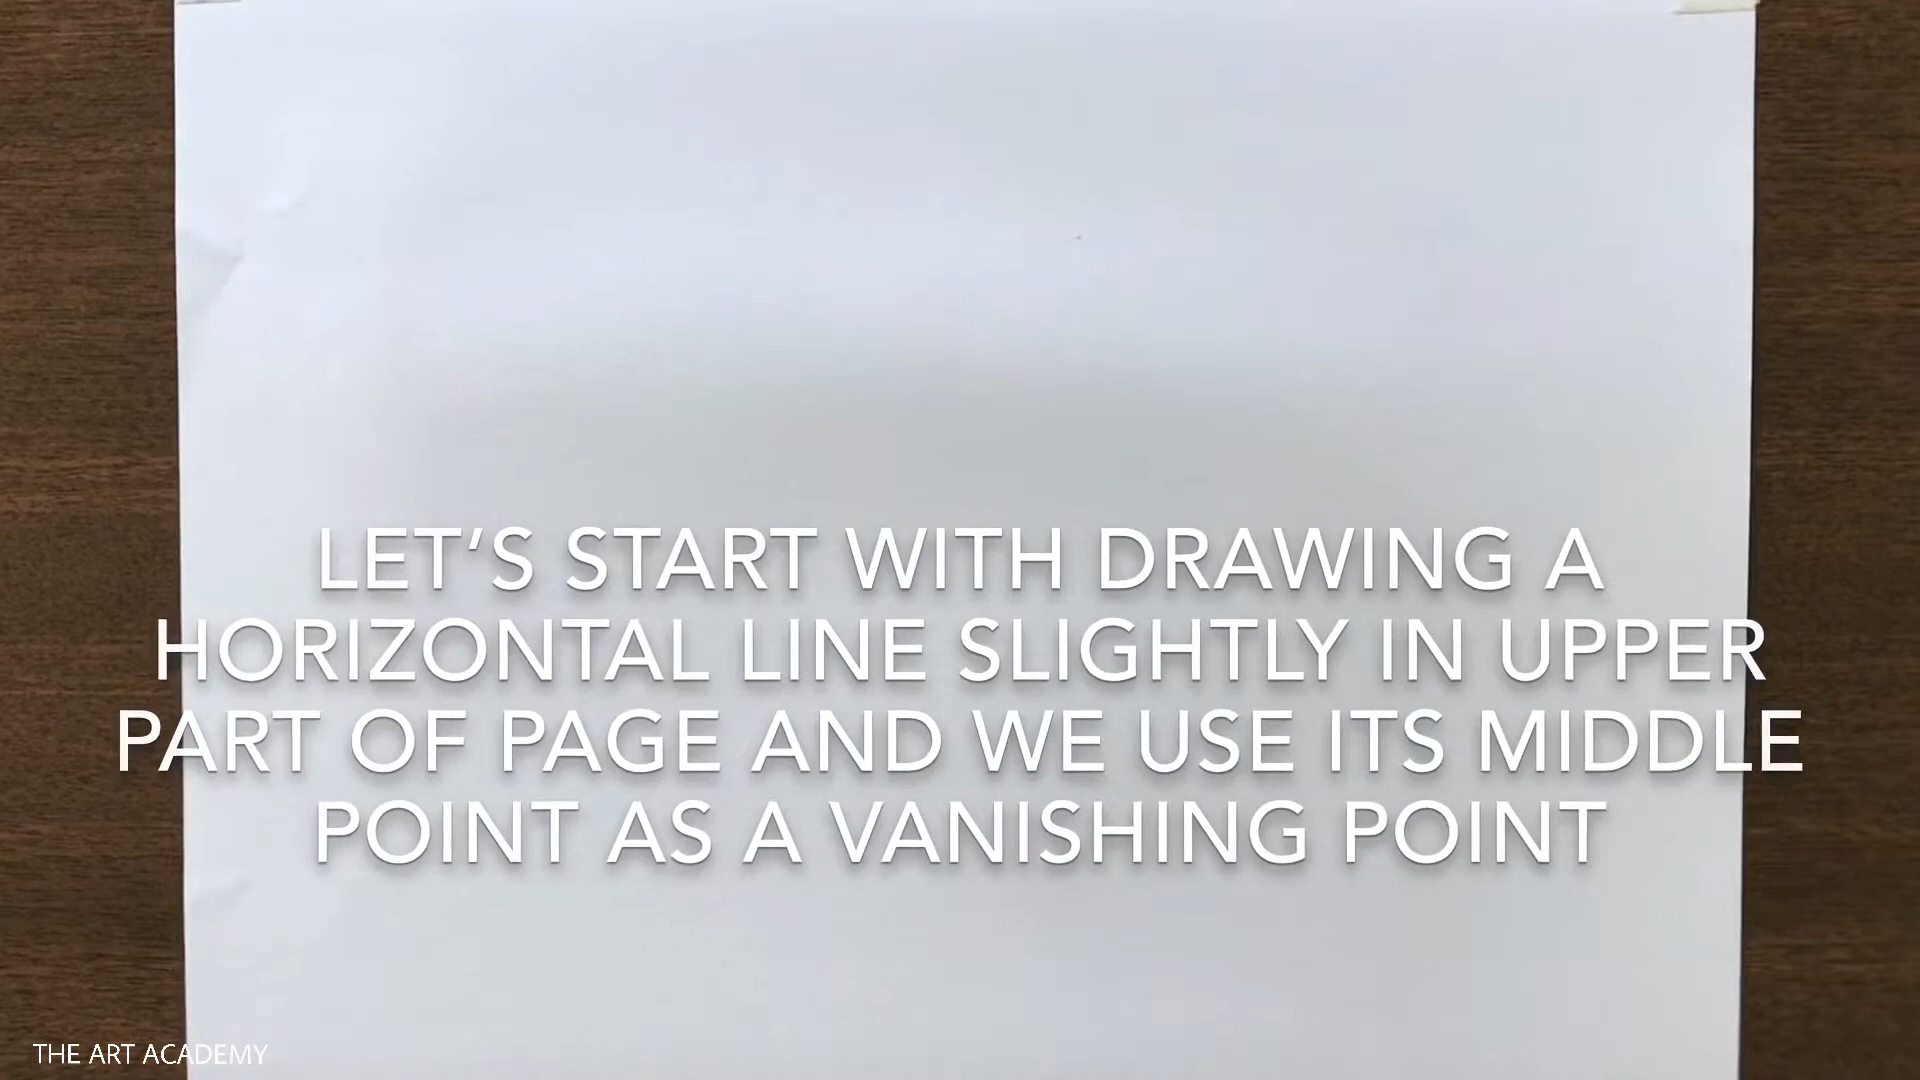 LET’S START WITH DRAWING A
HORIZONTAL LINE SLIGHTLY IN UPPER
PART OF PAGE AND WE USE ITS MIDDLE
POINT AS A VANISHING POINT
THE ART ACADEMY